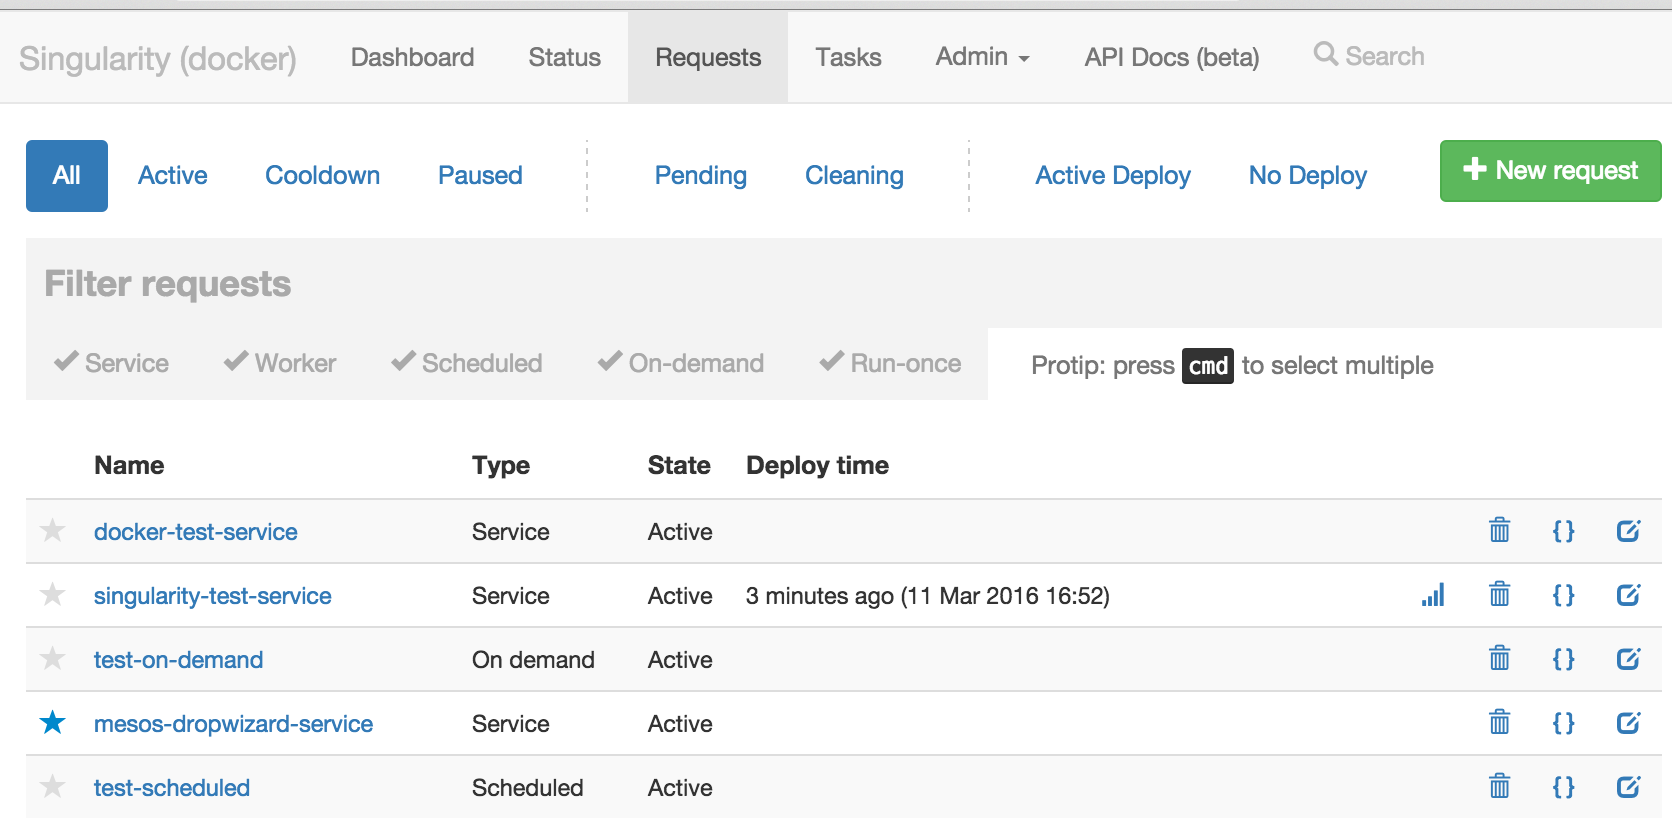 Singularity (docker) Dashboard Status Requests Tasks Admin API Docs (beta) Search
All Active Cooldown Paused Pending Cleaning Active Deploy No Deploy New request
Filter requests
Service Worker Scheduled On-demand Run-once Protip: press cmd to select multiple
Name Type State Deploy time
docker-test-service Service Active {}
singularity-test-service Service Active 3 minutes ago (11 Mar 2016 16:52) {}
test-on-demand On demand Active {}
mesos-dropwizard-service Service Active {}
test-scheduled Scheduled Active {}